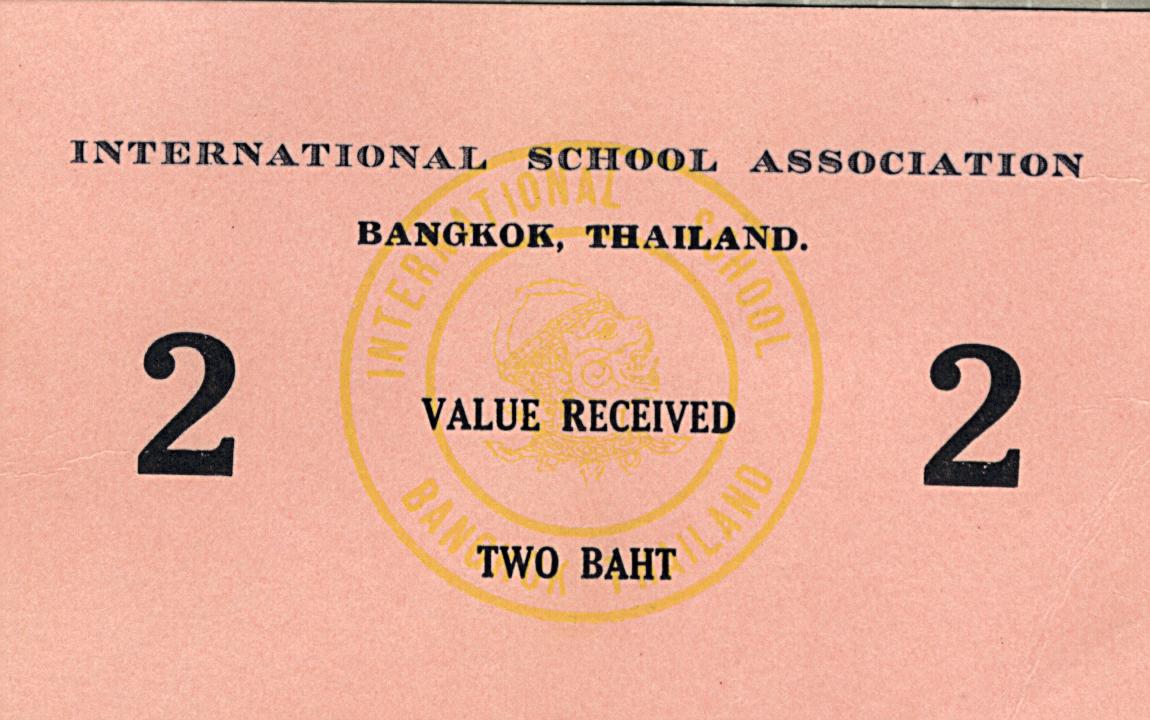 INTERNATIONAL SCHOOL ASSOCIATION
BANGKOK, THAILAND.
2 2
VALUE RECEIVED
TWO BAHT
INTERNATIONAL SCHOOL
BANGKOK THAILAND